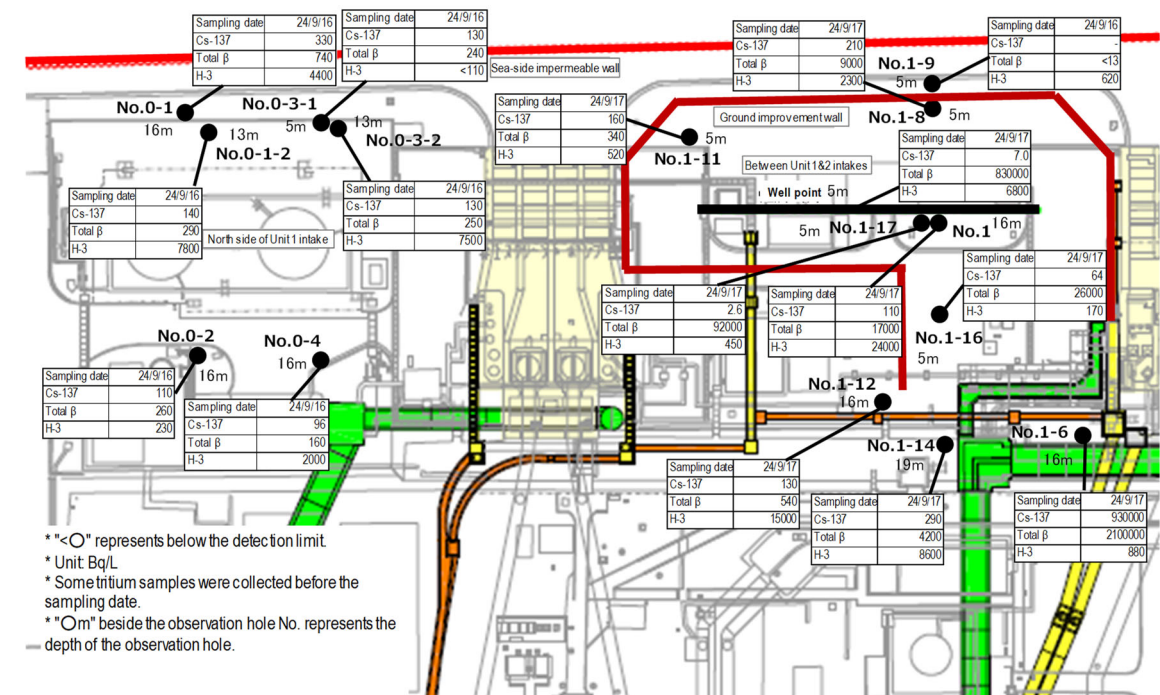 Sampling date 24/9/16
Cs-137 330
Total β 740
H-3 4400
Sampling date 24/9/16
Cs-137 130
Total β 240
H-3 <110
Sea-side impermeable wall
Sampling date 24/9/17
Cs-137 210
Total β 9000
H-3 2300
Sampling date 24/9/16
Cs-137 -
Total β <13
H-3 620
No.1-9
5m
No.1-8
5m
No.0-1
16m
No.0-3-1
5m
13m
No.0-3-2
13m
No.0-1-2
Sampling date 24/9/17
Cs-137 160
Total β 340
H-3 520
5m
No.1-11
Ground improvement wall
Between Unit 1&2 intakes
Sampling date 24/9/17
Cs-137 7.0
Total β 830000
H-3 6800
Well point 5m
5m
No.1-17
No.1
16m
Sampling date 24/9/16
Cs-137 140
Total β 290
H-3 7800
North side of Unit 1 intake
Sampling date 24/9/16
Cs-137 130
Total β 250
H-3 7500
Sampling date 24/9/17
Cs-137 2.6
Total β 92000
H-3 450
Sampling date 24/9/17
Cs-137 110
Total β 17000
H-3 24000
Sampling date 24/9/17
Cs-137 64
Total β 26000
H-3 170
No.1-16
5m
No.0-2
16m
No.0-4
16m
Sampling date 24/9/16
Cs-137 110
Total β 260
H-3 230
Sampling date 24/9/16
Cs-137 96
Total β 160
H-3 2000
No.1-12
16m
No.1-14
19m
No.1-6
16m
Sampling date 24/9/17
Cs-137 130
Total β 540
H-3 15000
Sampling date 24/9/17
Cs-137 290
Total β 4200
H-3 8600
Sampling date 24/9/17
Cs-137 930000
Total β 2100000
H-3 880
* "<○" represents below the detection limit.
* Unit: Bq/L
* Some tritium samples were collected before the
sampling date.
* "○m" beside the observation hole No. represents the
depth of the observation hole.